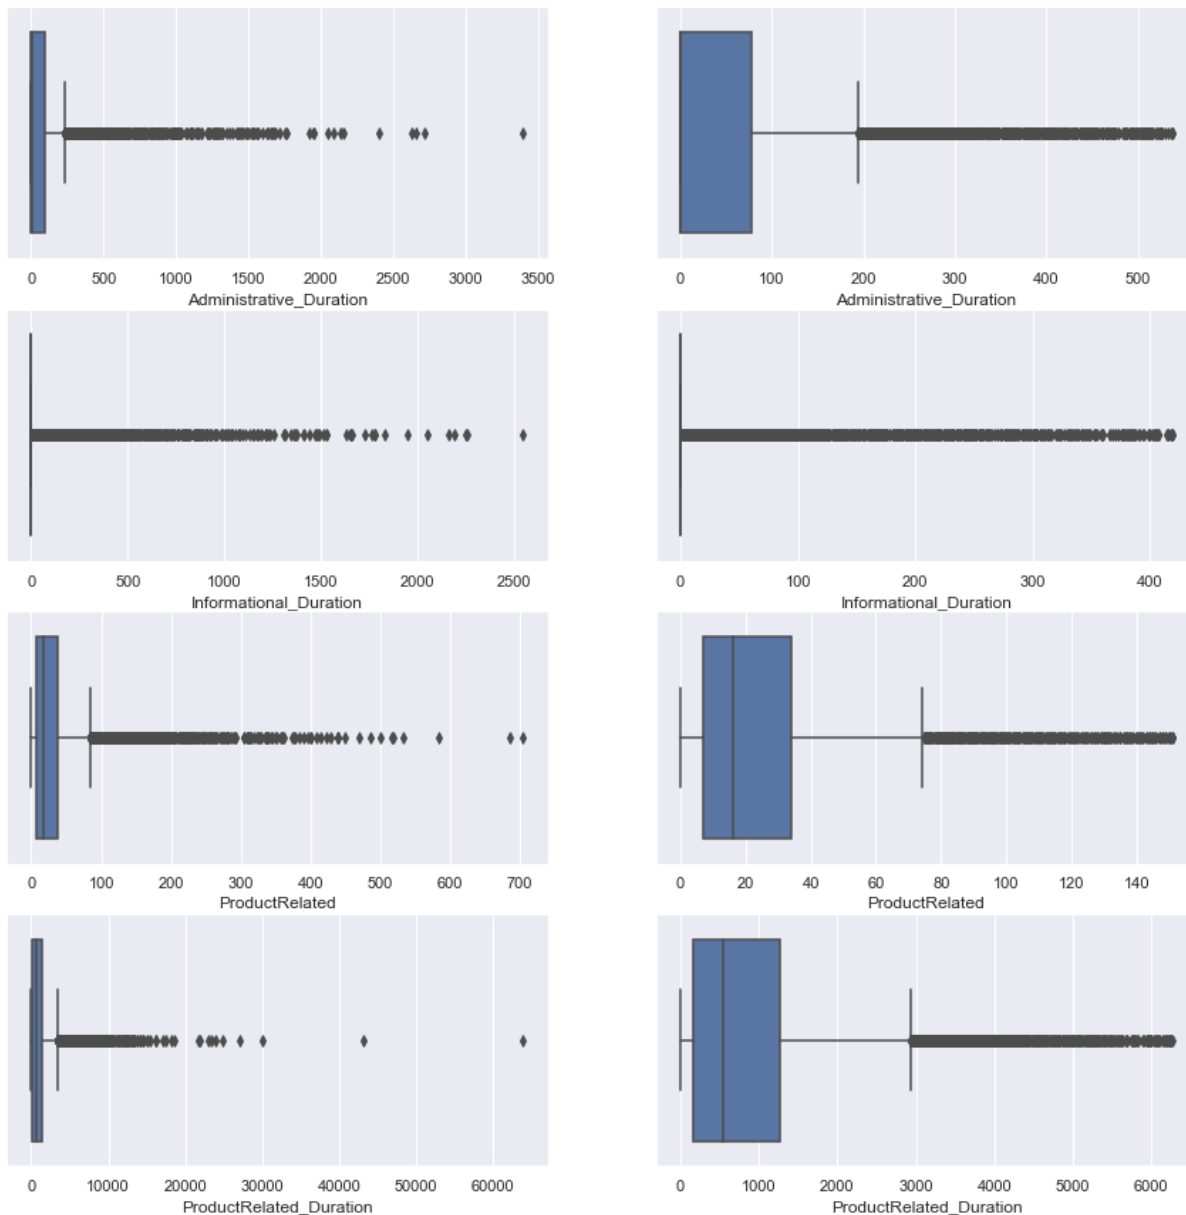 0 500 1000 1500 2000 2500 3000 3500
Administrative_Duration
0 100 200 300 400 500
Administrative_Duration
0 500 1000 1500 2000 2500
Informational_Duration
0 100 200 300 400
Informational_Duration
0 100 200 300 400 500 600 700
ProductRelated
0 20 40 60 80 100 120 140
ProductRelated
0 10000 20000 30000 40000 50000 60000
ProductRelated_Duration
0 1000 2000 3000 4000 5000 6000
ProductRelated_Duration